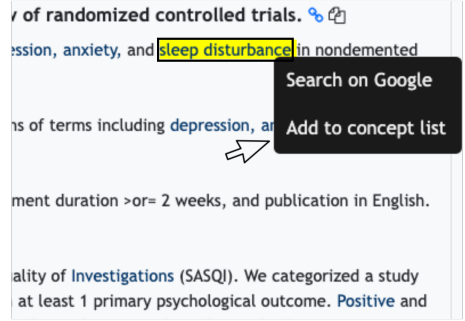 of randomized controlled trials.
ession, anxiety, and sleep disturbance in nondemented
Search on Google
ns of terms including depression, an
Add to concept list
ment duration >or= 2 weeks, and publication in English.
ality of Investigations (SASQI). We categorized a study
at least 1 primary psychological outcome. Positive and